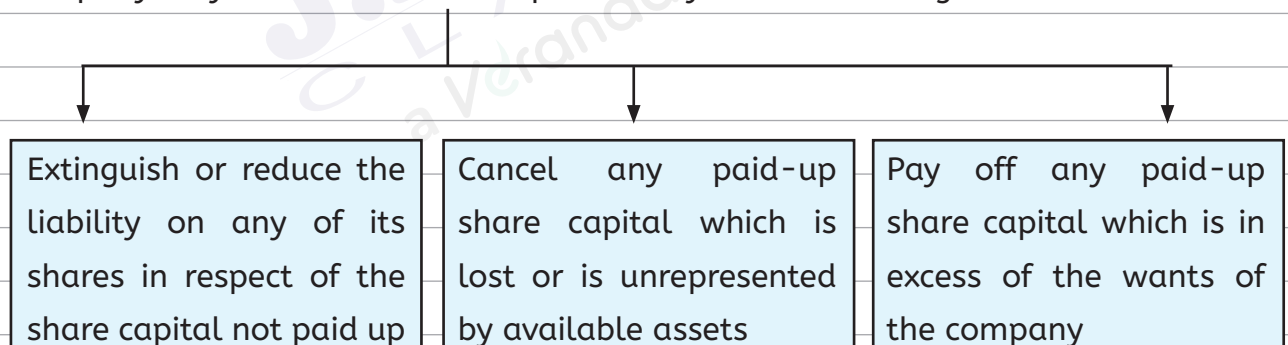 Extinguish or reduce the
liability on any of its
shares in respect of the
share capital not paid up
Cancel any paid-up
share capital which is
lost or is unrepresented
by available assets
Pay off any paid-up
share capital which is in
excess of the wants of
the company